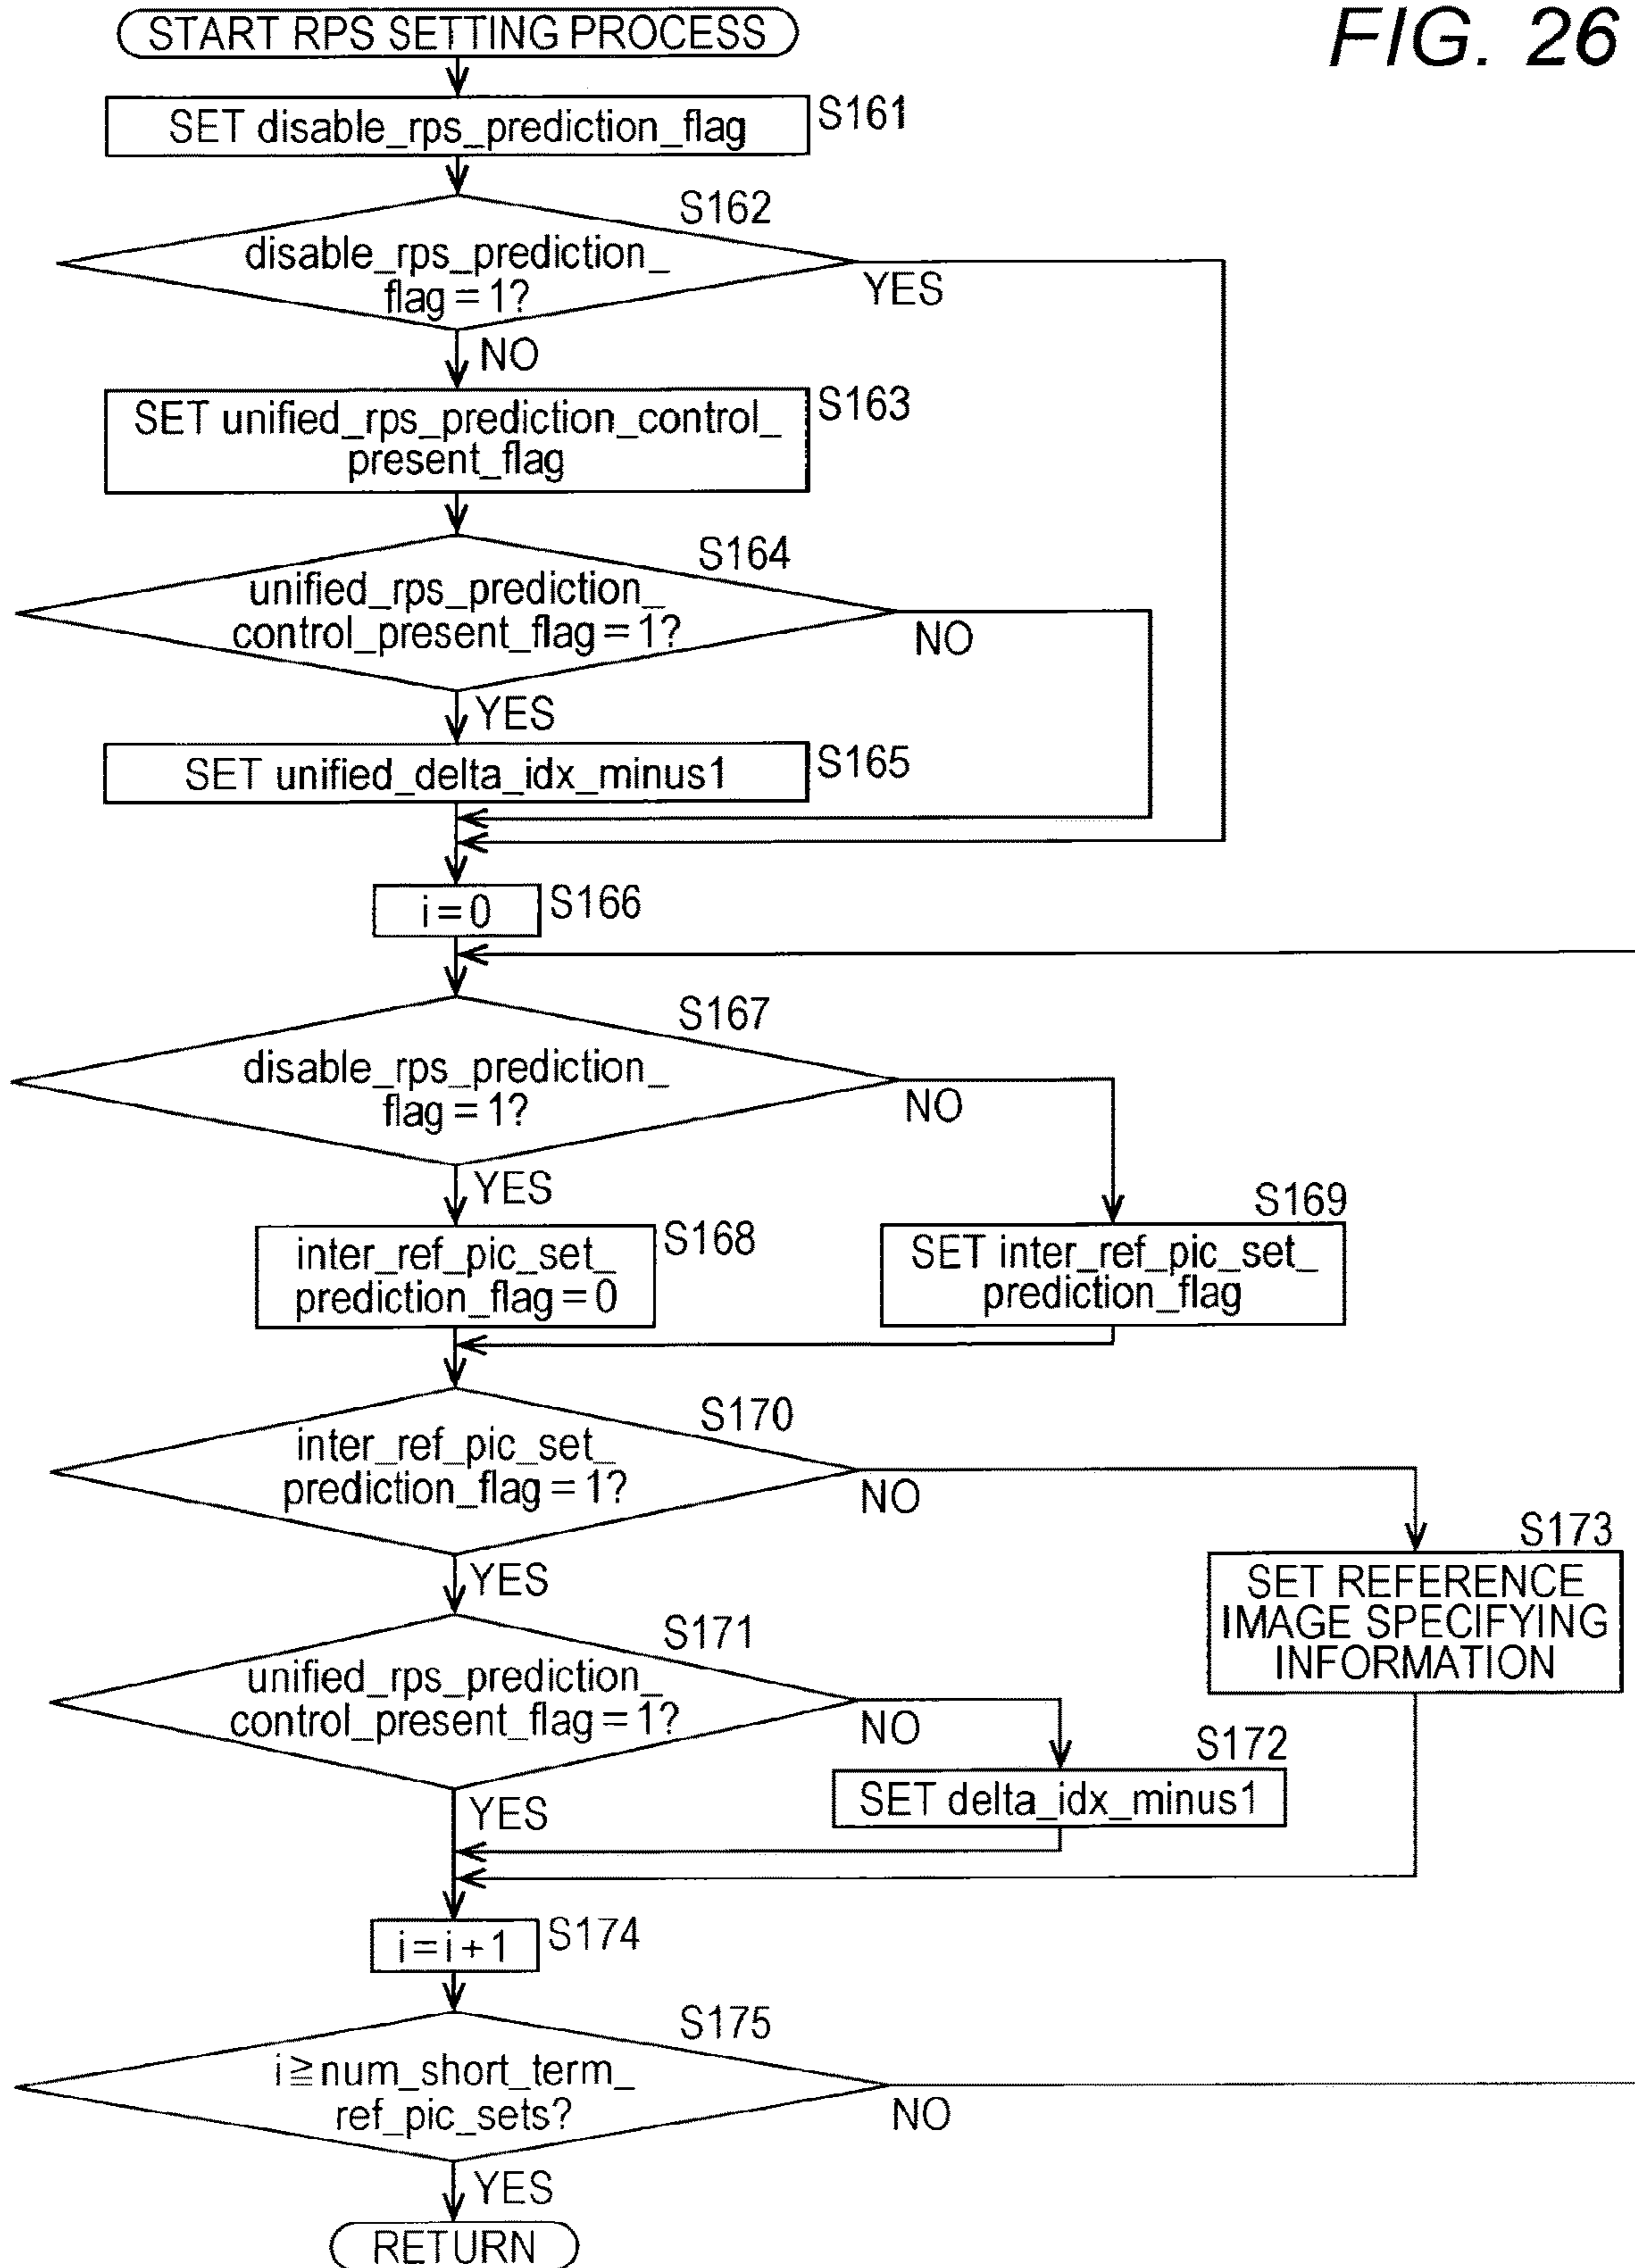 FIG. 26
START RPS SETTING PROCESS
SET disable_rps_prediction_flag
S161
S162
disable_rps_prediction_
flag = 1?
YES
NO
SET unified_rps_prediction_control_
present_flag
S163
S164
unified_rps_prediction_
control_present_flag = 1?
NO
YES
SET unified_delta_idx_minus1
S165
i = 0
S166
S167
disable_rps_prediction_
flag = 1?
NO
YES
S168
inter_ref_pic_set_
prediction_flag = 0
S169
SET inter_ref_pic_set_
prediction_flag
S170
inter_ref_pic_set_
prediction_flag = 1?
NO
YES
S173
SET REFERENCE
IMAGE SPECIFYING
INFORMATION
S171
unified_rps_prediction_
control_present_flag = 1?
NO
S172
SET delta_idx_minus1
YES
i = i + 1
S174
S175
i ≧ num_short_term_
ref_pic_sets?
NO
YES
RETURN